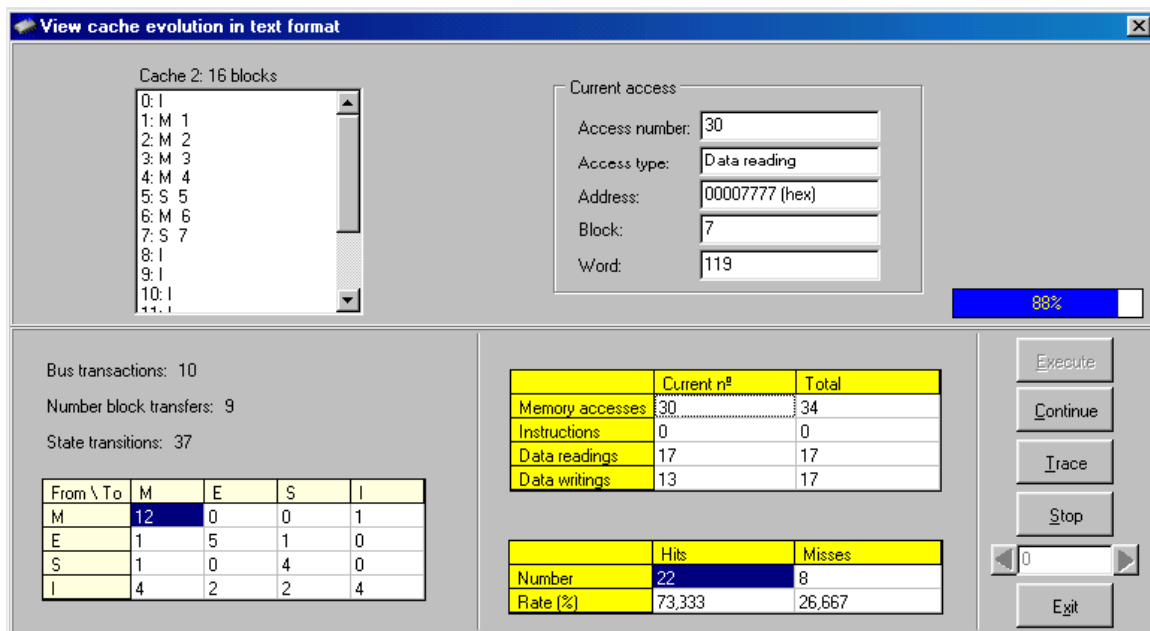 View cache evolution in text format
Cache 2: 16 blocks
0: I
1: M 1
2: M 2
3: M 3
4: M 4
5: S 5
6: M 6
7: S 7
8: I
9: I
10: I
11: I
Current access
Access number: 30
Access type: Data reading
Address: 00007777 (hex)
Block: 7
Word: 119
88%
Bus transactions: 10
Number block transfers: 9
State transitions: 37
From \ To M E S I
M 12 0 0 1
E 1 5 1 0
S 1 0 4 0
I 4 2 2 4
Current nº Total
Memory accesses 30 34
Instructions 0 0
Data readings 17 17
Data writings 13 17
Hits Misses
Number 22 8
Rate (%) 73,333 26,667
Execute
Continue
Trace
Stop
0
Exit